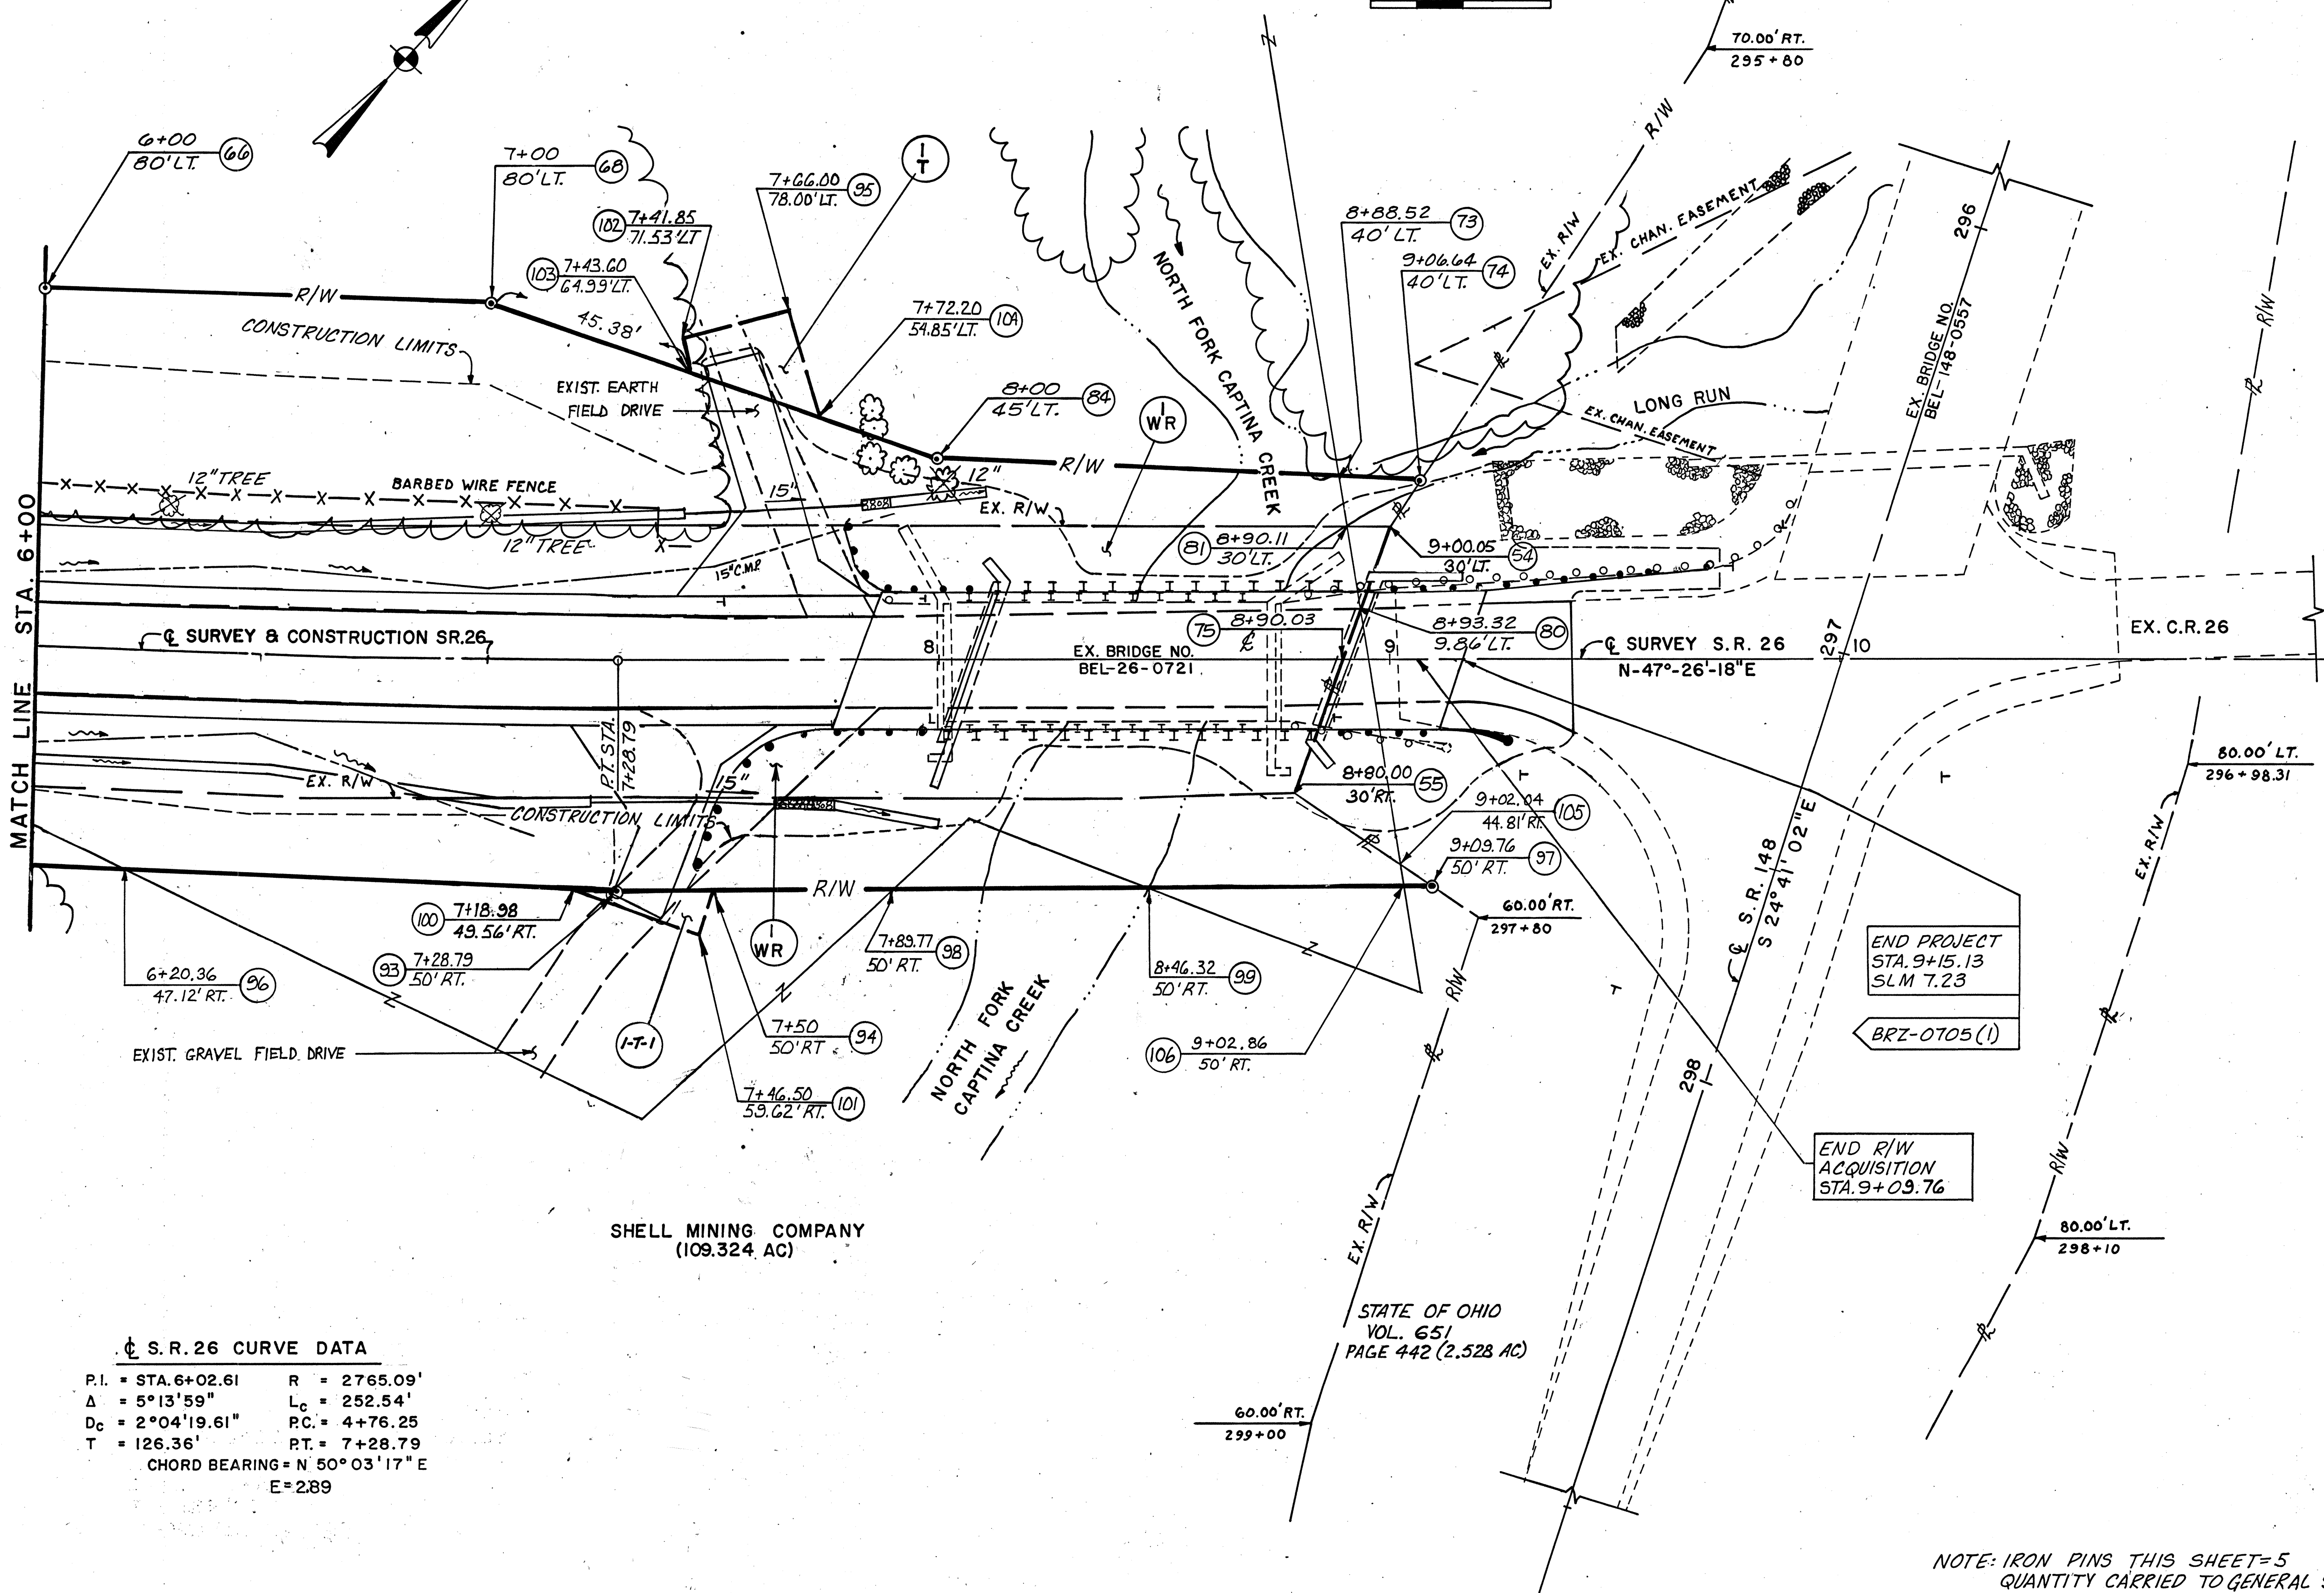 70.00' RT.
295+80
R/W
6+00
80' LT.
66
7+00
80' LT.
68
102
7+41.85
71.53' LT
103
7+43.60
64.99' LT.
7+66.00
78.00' LT.
95
1
T
7+72.20
54.85' LT.
104
8+00
45' LT.
84
8+88.52
40' LT.
73
9+06.64
40' LT.
74
EX. R/W
EX. CHAN. EASEMENT
296
EX. BRIDGE NO.
BEL-148-0557
R/W
R/W
45.38'
CONSTRUCTION LIMITS
EXIST. EARTH
FIELD DRIVE
NORTH FORK CAPTINA CREEK
1
WR
LONG RUN
EX. CHAN. EASEMENT
R/W
12" TREE
BARBED WIRE FENCE
15"
12"
EX. R/W
12" TREE
15" C.M.P.
81
8+90.11
30' LT.
9+00.05
30' LT.
54
MATCH LINE STA. 6+00
℄ SURVEY & CONSTRUCTION SR. 26
8
EX. BRIDGE NO.
BEL-26-0721
75
8+90.03
℄
9
8+93.32
9.86' LT.
80
℄ SURVEY S.R. 26
N-47°-26'-18"E
297
10
EX. C.R. 26
P.T. STA.
7+28.79
EX. R/W
CONSTRUCTION LIMITS
15"
8+80.00
30' RT.
55
9+02.04
44.81' RT.
105
9+09.76
50' RT.
97
80.00' LT.
296+98.31
EX. R/W
R/W
60.00' RT.
297+80
℄ S.R. 148
S 24° 41' 02" E
100
7+18.98
49.56' RT.
93
7+28.79
50' RT.
6+20.36
47.12' RT.
96
1
WR
7+89.77
50' RT.
98
8+46.32
50' RT.
99
R/W
END PROJECT
STA. 9+15.13
SLM 7.23
BRZ-0705(1)
EXIST. GRAVEL FIELD DRIVE
1-T-1
7+50
50' RT.
94
NORTH FORK
CAPTINA CREEK
106
9+02.86
50' RT.
298
7+46.50
59.62' RT.
101
END R/W
ACQUISITION
STA. 9+09.76
R/W
EX. R/W
80.00' LT.
298+10
SHELL MINING COMPANY
(109.324 AC)
STATE OF OHIO
VOL. 651
PAGE 442 (2.528 AC)
60.00' RT.
299+00
℄ S.R. 26 CURVE DATA
P.I. = STA. 6+02.61 R = 2765.09'
Δ = 5°13'59" Lc = 252.54'
Dc = 2°04'19.61" P.C. = 4+76.25
T = 126.36' P.T. = 7+28.79
CHORD BEARING = N 50° 03' 17" E
E = 2.89
NOTE: IRON PINS THIS SHEET = 5
QUANTITY CARRIED TO GENERAL